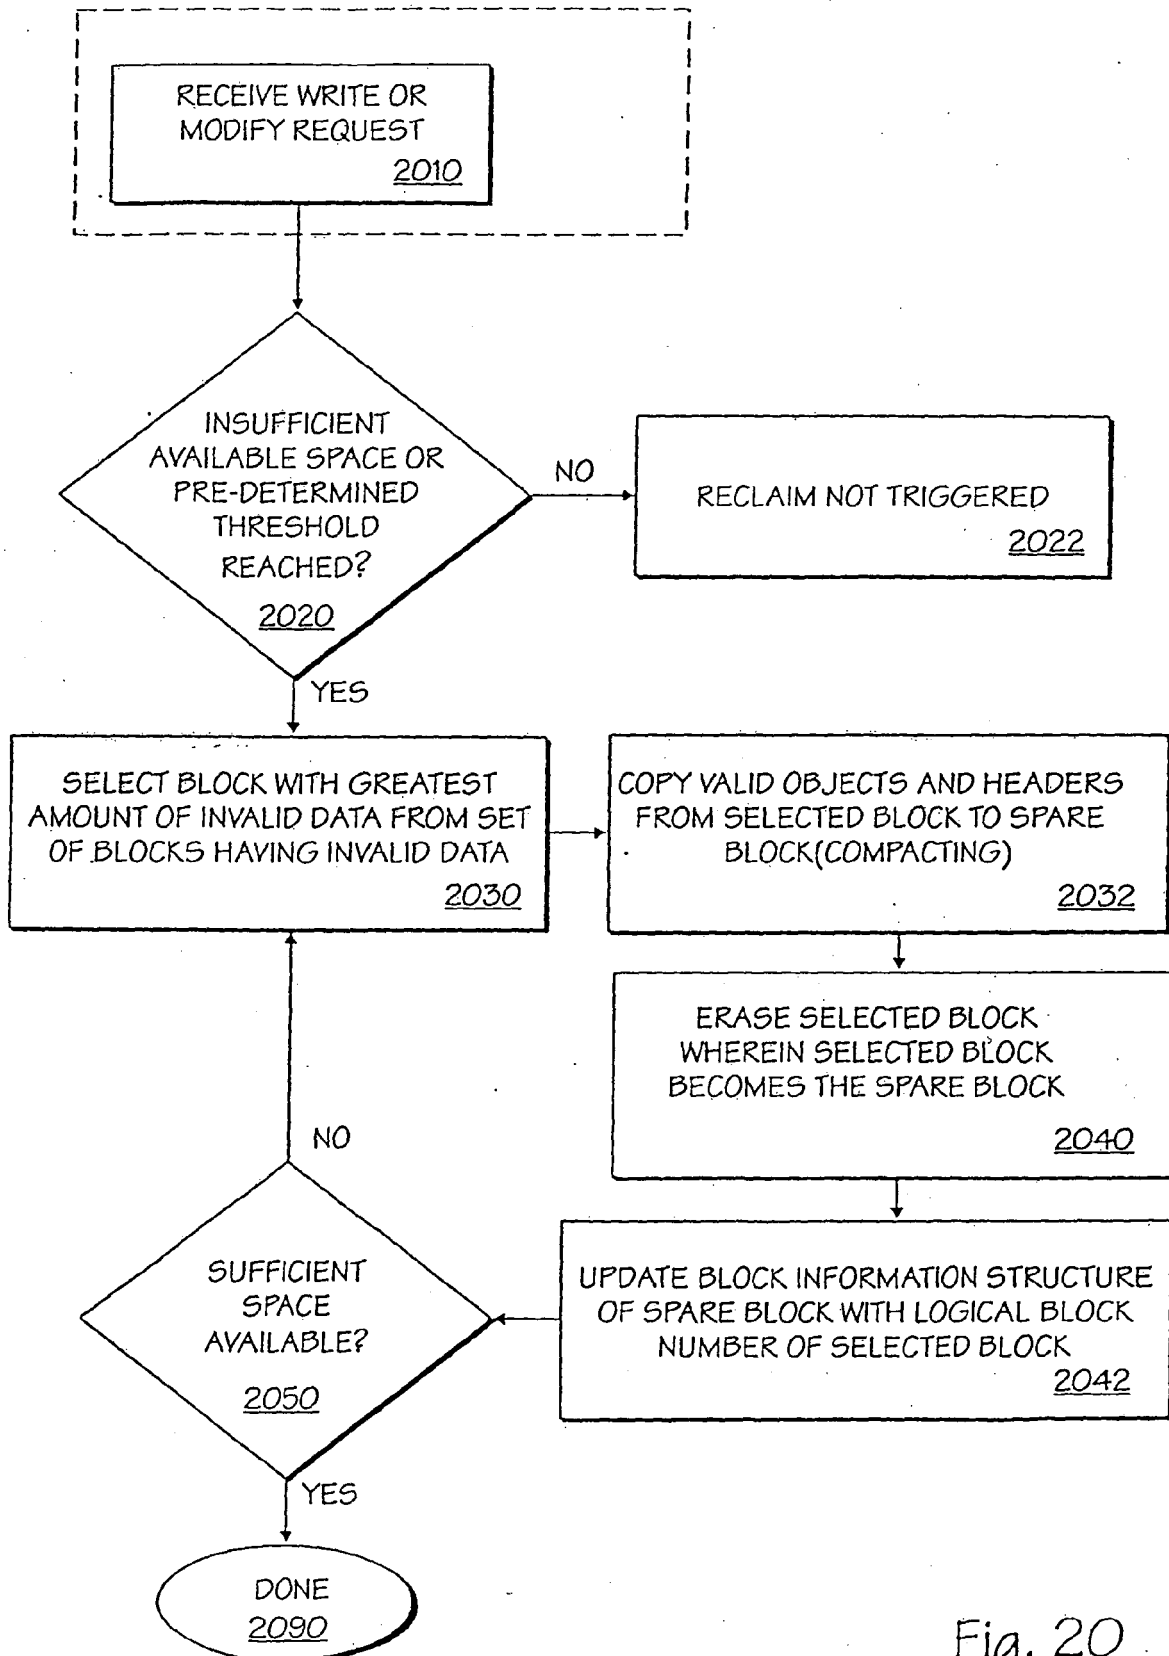 RECEIVE WRITE OR
MODIFY REQUEST
2010
INSUFFICIENT
AVAILABLE SPACE OR
PRE-DETERMINED
THRESHOLD
REACHED?
2020
NO
RECLAIM NOT TRIGGERED
2022
YES
SELECT BLOCK WITH GREATEST
AMOUNT OF INVALID DATA FROM SET
OF BLOCKS HAVING INVALID DATA
2030
COPY VALID OBJECTS AND HEADERS
FROM SELECTED BLOCK TO SPARE
BLOCK(COMPACTING)
2032
ERASE SELECTED BLOCK
WHEREIN SELECTED BLOCK
BECOMES THE SPARE BLOCK
2040
UPDATE BLOCK INFORMATION STRUCTURE
OF SPARE BLOCK WITH LOGICAL BLOCK
NUMBER OF SELECTED BLOCK
2042
NO
SUFFICIENT
SPACE
AVAILABLE?
2050
YES
DONE
2090
Fig. 20